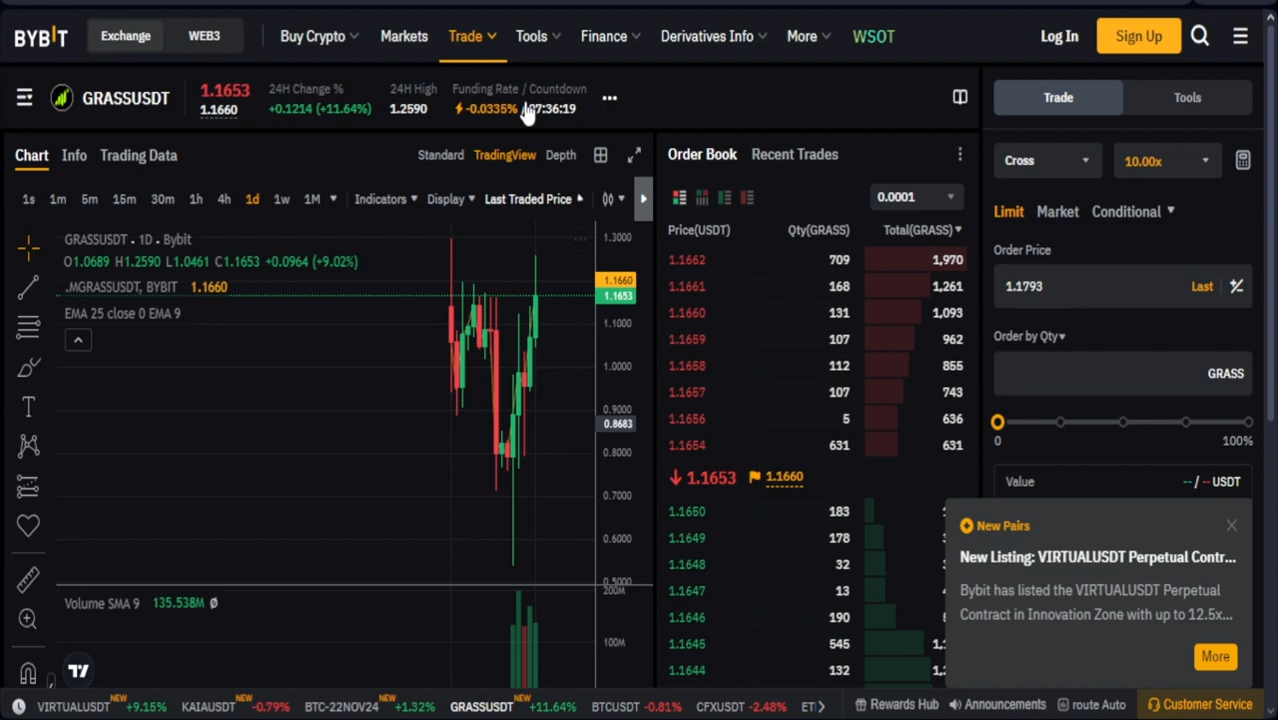 BYBIT Exchange WEB3 Buy Crypto Markets Trade Tools Finance Derivatives Info More WSOT Log In Sign Up
GRASSUSDT
1.1653
1.1660
24H Change %
+0.1214 (+11.64%)
24H High
1.2590
Funding Rate / Countdown
-0.0335% / 07:36:19
Trade Tools
Chart Info Trading Data Standard TradingView Depth
1s 1m 5m 15m 30m 1h 4h 1d 1w 1M Indicators Display Last Traded Price
GRASSUSDT · 1D · Bybit
O1.0689 H1.2590 L1.0461 C1.1653 +0.0964 (+9.02%)
.MGRASSUSDT, BYBIT 1.1660
EMA 25 close 0 EMA 9
1.3000
1.1660
1.1653
1.1000
1.0000
0.9000
0.8683
0.8000
0.7000
0.6000
0.5000
Volume SMA 9 135.538M Ø
200M
100M
Order Book Recent Trades
0.0001
Price(USDT) Qty(GRASS) Total(GRASS)
1.1662 709 1,970
1.1661 168 1,261
1.1660 131 1,093
1.1659 107 962
1.1658 112 855
1.1657 107 743
1.1656 5 636
1.1654 631 631
1.1653 1.1660
1.1650 183
1.1649 178
1.1648 32
1.1647 13
1.1646 190
1.1645 545
1.1644 132
Cross 10.00x
Limit Market Conditional
Order Price
1.1793 Last
Order by Qty
GRASS
0 100%
Value -- / -- USDT
New Pairs
New Listing: VIRTUALUSDT Perpetual Contr...
Bybit has listed the VIRTUALUSDT Perpetual
Contract in Innovation Zone with up to 12.5x...
More
VIRTUALUSDT NEW +9.15% KAIAUSDT NEW -0.79% BTC-22NOV24 NEW +1.32% GRASSUSDT NEW +11.64% BTCUSDT -0.81% CFXUSDT -2.48% Rewards Hub Announcements route Auto Customer Service